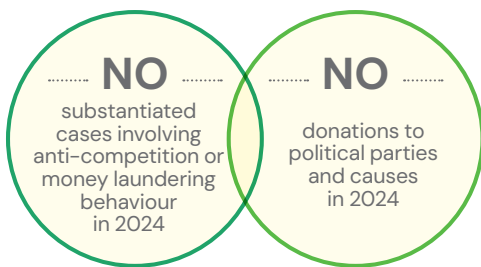 NO
substantiated
cases involving
anti-competition or
money laundering
behaviour
in 2024
NO
donations to
political parties
and causes
in 2024